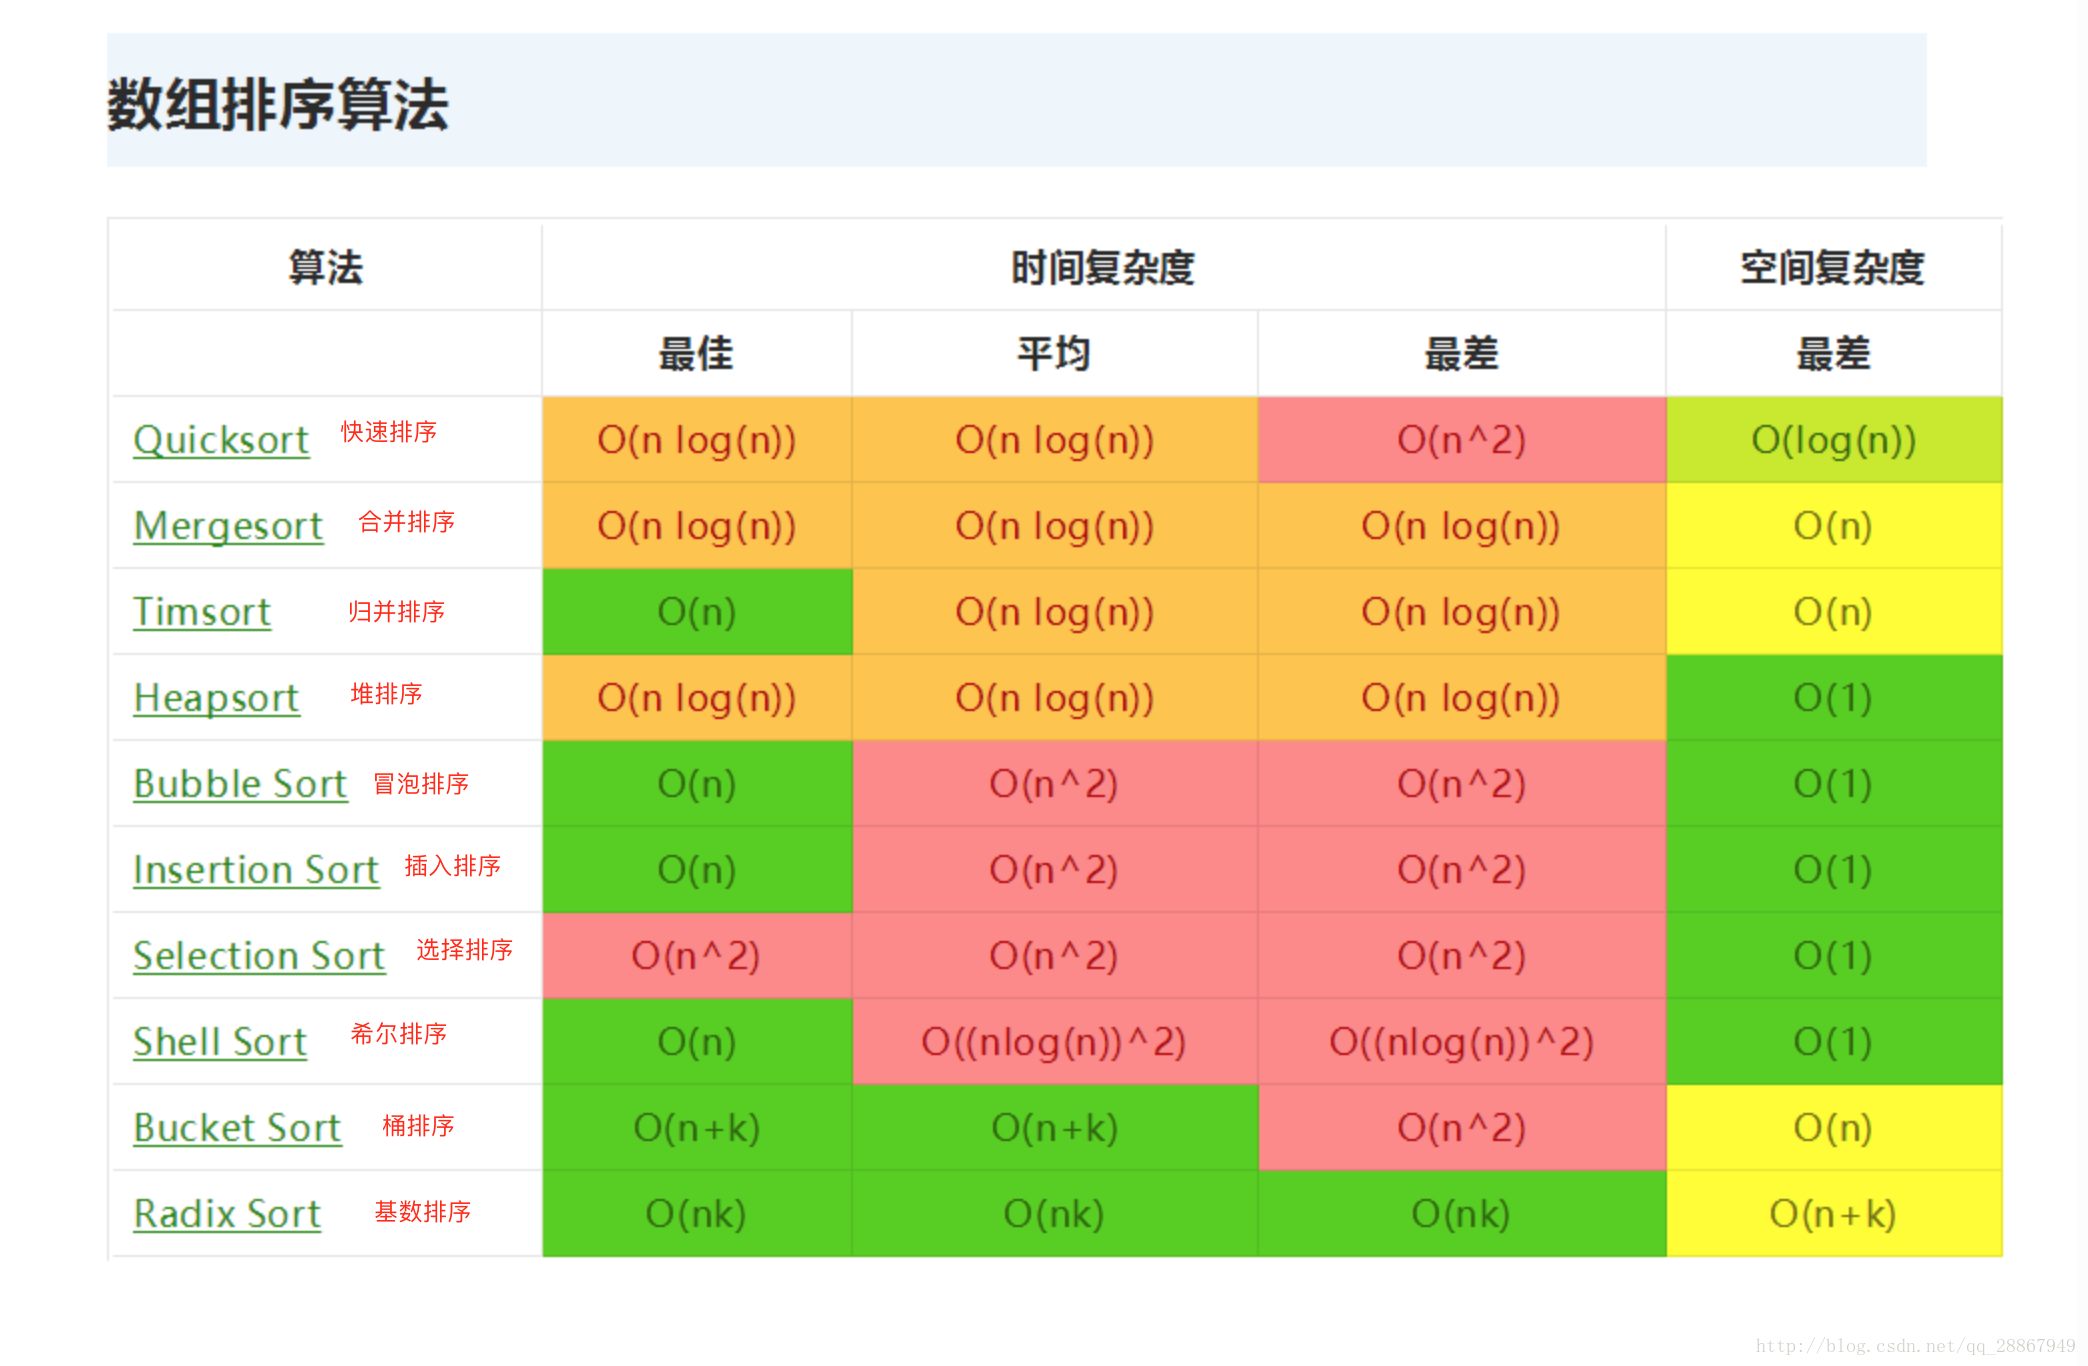 数组排序算法
算法 时间复杂度 空间复杂度
最佳 平均 最差 最差
Quicksort 快速排序 O(n log(n)) O(n log(n)) O(n^2) O(log(n))
Mergesort 合并排序 O(n log(n)) O(n log(n)) O(n log(n)) O(n)
Timsort 归并排序 O(n) O(n log(n)) O(n log(n)) O(n)
Heapsort 堆排序 O(n log(n)) O(n log(n)) O(n log(n)) O(1)
Bubble Sort 冒泡排序 O(n) O(n^2) O(n^2) O(1)
Insertion Sort 插入排序 O(n) O(n^2) O(n^2) O(1)
Selection Sort 选择排序 O(n^2) O(n^2) O(n^2) O(1)
Shell Sort 希尔排序 O(n) O((nlog(n))^2) O((nlog(n))^2) O(1)
Bucket Sort 桶排序 O(n+k) O(n+k) O(n^2) O(n)
Radix Sort 基数排序 O(nk) O(nk) O(nk) O(n+k)
http://blog.csdn.net/qq_28867949